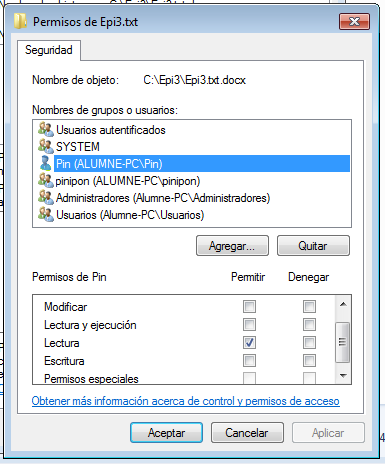 Permisos de Epi3.txt
Seguridad
Nombre de objeto: C:\Epi3\Epi3.txt.docx
Nombres de grupos o usuarios:
Usuarios autentificados
SYSTEM
Pin (ALUMNE-PC\Pin)
pinipon (ALUMNE-PC\pinipon)
Administradores (Alumne-PC\Administradores)
Usuarios (Alumne-PC\Usuarios)
Agregar... Quitar
Permisos de Pin Permitir Denegar
Modificar
Lectura y ejecución
Lectura
Escritura
Permisos especiales
Obtener más información acerca de control y permisos de acceso
Aceptar Cancelar Aplicar